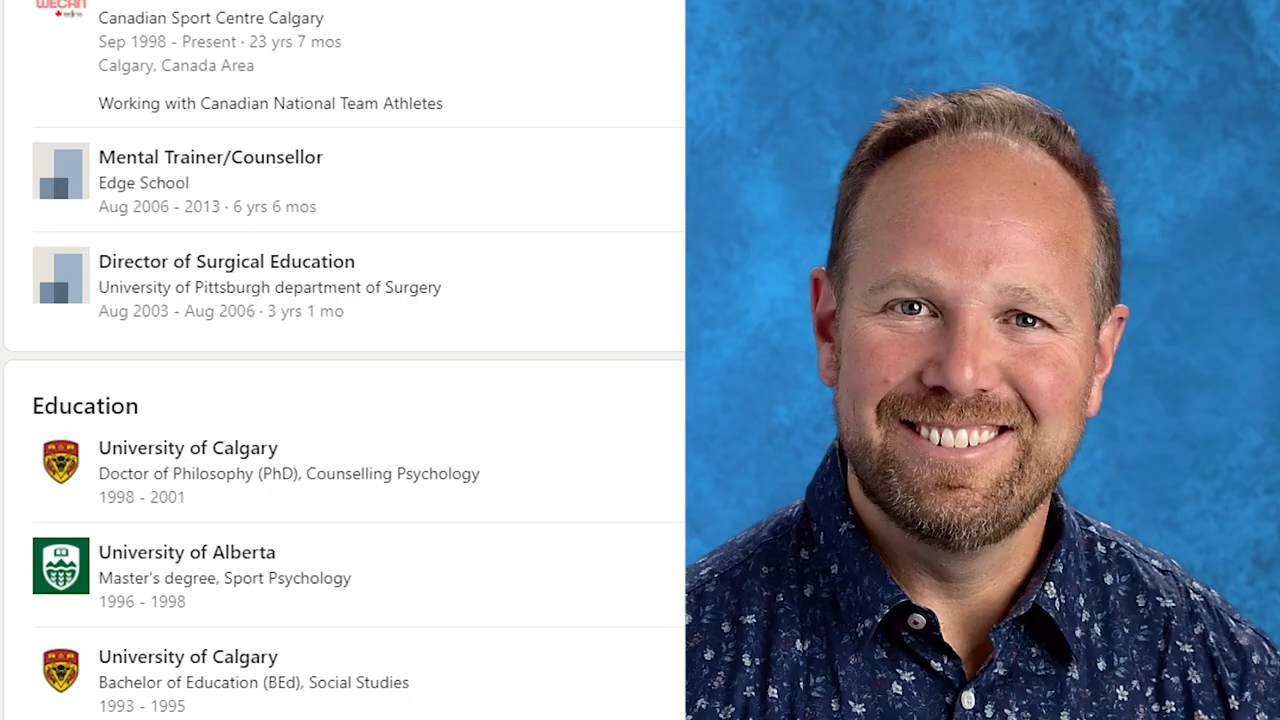 WECAN
Canadian Sport Centre Calgary
Sep 1998 - Present · 23 yrs 7 mos
Calgary, Canada Area
Working with Canadian National Team Athletes
Mental Trainer/Counsellor
Edge School
Aug 2006 - 2013 · 6 yrs 6 mos
Director of Surgical Education
University of Pittsburgh department of Surgery
Aug 2003 - Aug 2006 · 3 yrs 1 mo
Education
University of Calgary
Doctor of Philosophy (PhD), Counselling Psychology
1998 - 2001
University of Alberta
Master's degree, Sport Psychology
1996 - 1998
University of Calgary
Bachelor of Education (BEd), Social Studies
1993 - 1995